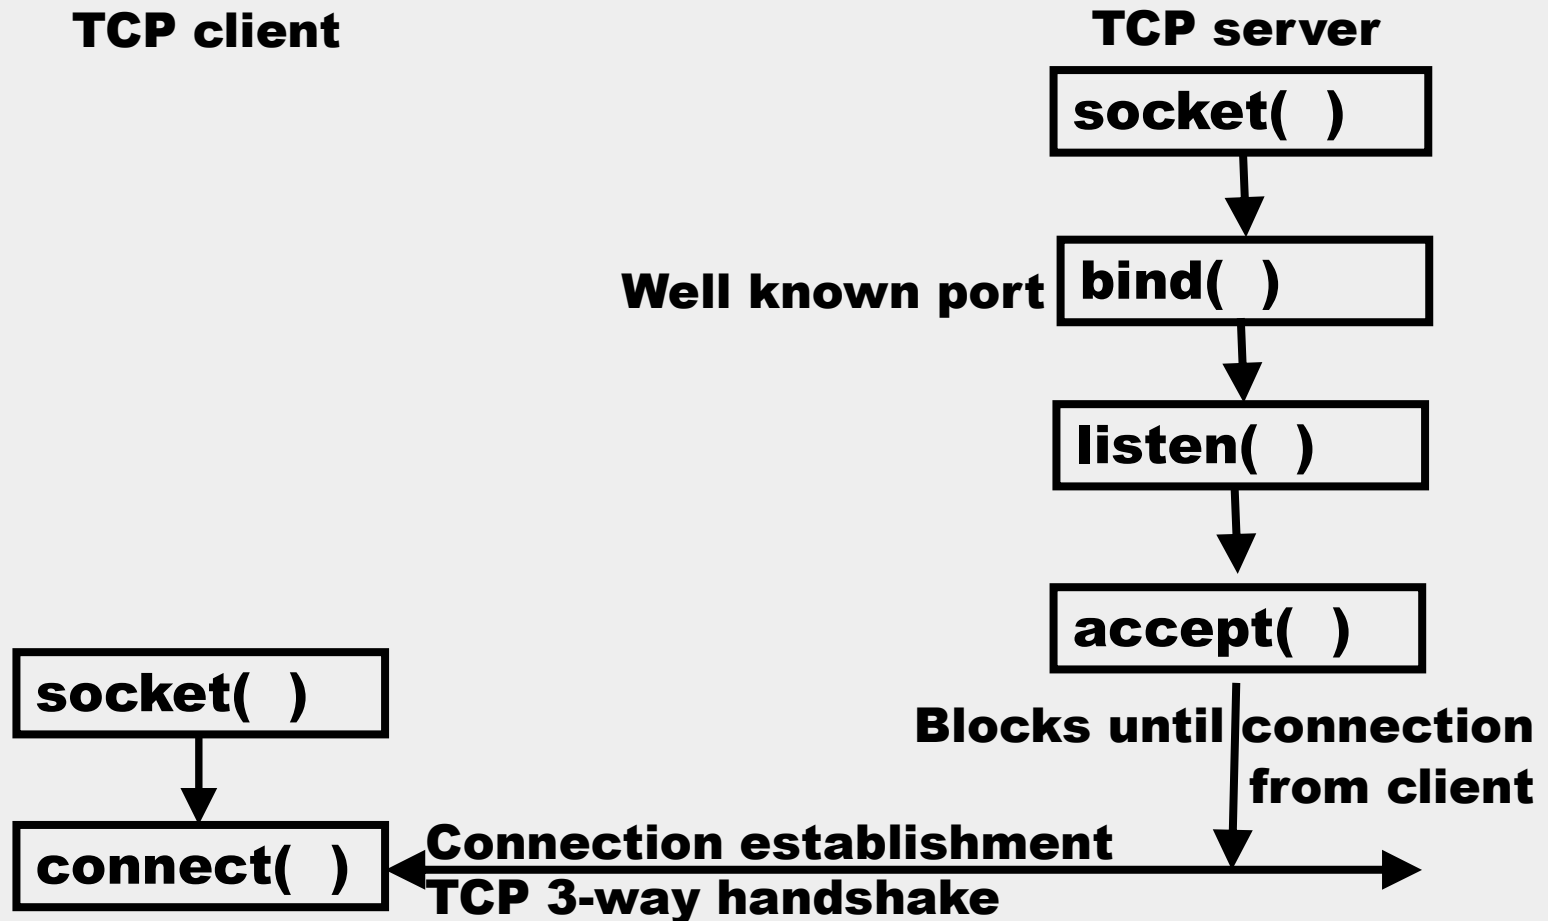 TCP client
TCP server
socket(  )
Well known port
bind(  )
listen(  )
accept(  )
socket(  )
Blocks until connection
from client
connect(  )
Connection establishment
TCP 3-way handshake